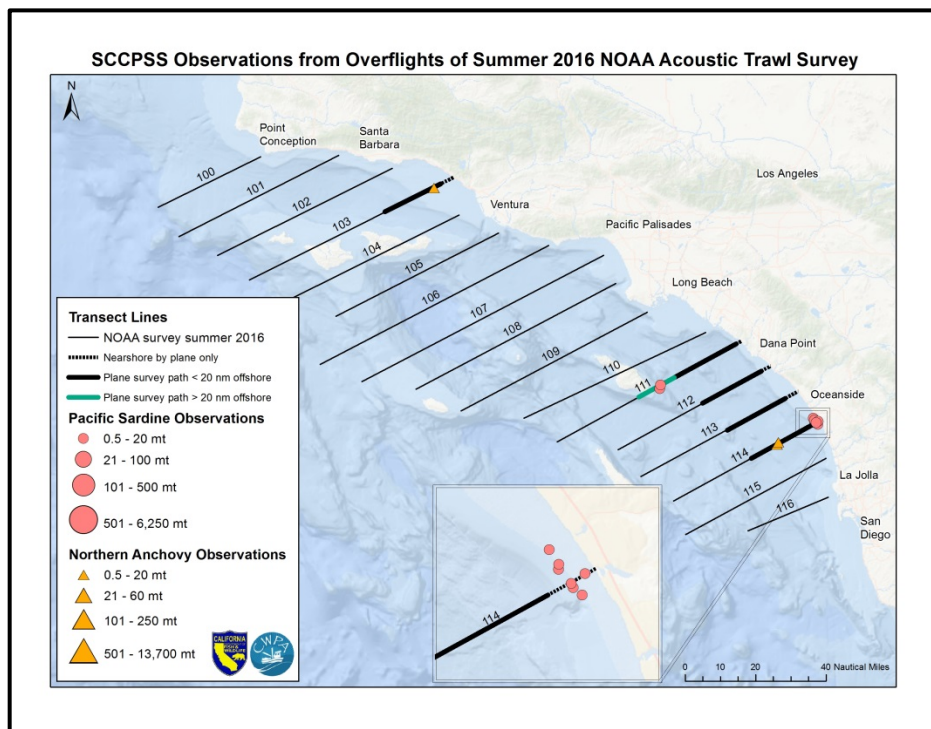 SCCPSS Observations from Overflights of Summer 2016 NOAA Acoustic Trawl Survey
N
Point
Conception
Santa
Barbara
Los Angeles
Ventura
Pacific Palisades
Long Beach
Dana Point
Oceanside
La Jolla
San
Diego
100
101
102
103
104
105
106
107
108
109
110
111
112
113
114
115
116
Transect Lines
NOAA survey summer 2016
Nearshore by plane only
Plane survey path < 20 nm offshore
Plane survey path > 20 nm offshore
Pacific Sardine Observations
0.5 - 20 mt
21 - 100 mt
101 - 500 mt
501 - 6,250 mt
Northern Anchovy Observations
0.5 - 20 mt
21 - 60 mt
101 - 250 mt
501 - 13,700 mt
CALIFORNIA
CWPA
114
0 10 20 40 Nautical Miles